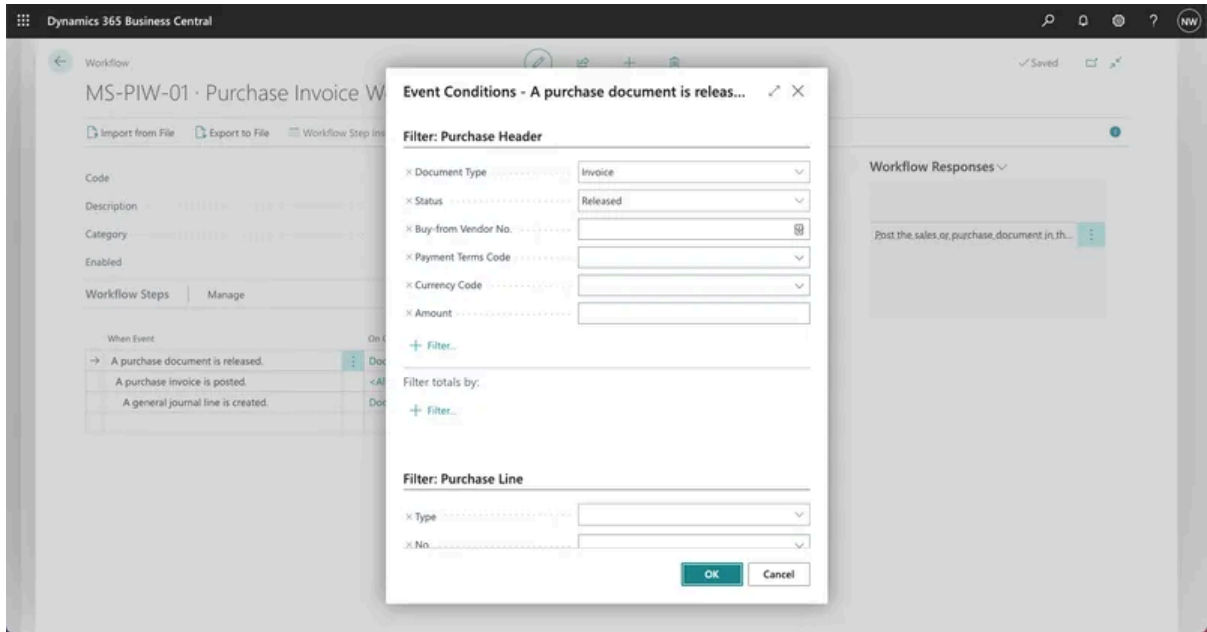 Dynamics 365 Business Central
NW
Workflow
Saved
MS-PIW-01 · Purchase Invoice W
Import from File Export to File Workflow Step Ins
Code
Description
Category
Enabled
Workflow Steps Manage
When Event On C
A purchase document is released. Doc
A purchase invoice is posted. <Al
A general journal line is created. Doc
Event Conditions - A purchase document is releas...
Filter: Purchase Header
Document Type Invoice
Status Released
Buy-from Vendor No.
Payment Terms Code
Currency Code
Amount
Filter...
Filter totals by:
Filter...
Filter: Purchase Line
Type
No.
OK Cancel
Workflow Responses
Post the sales or purchase document in th...